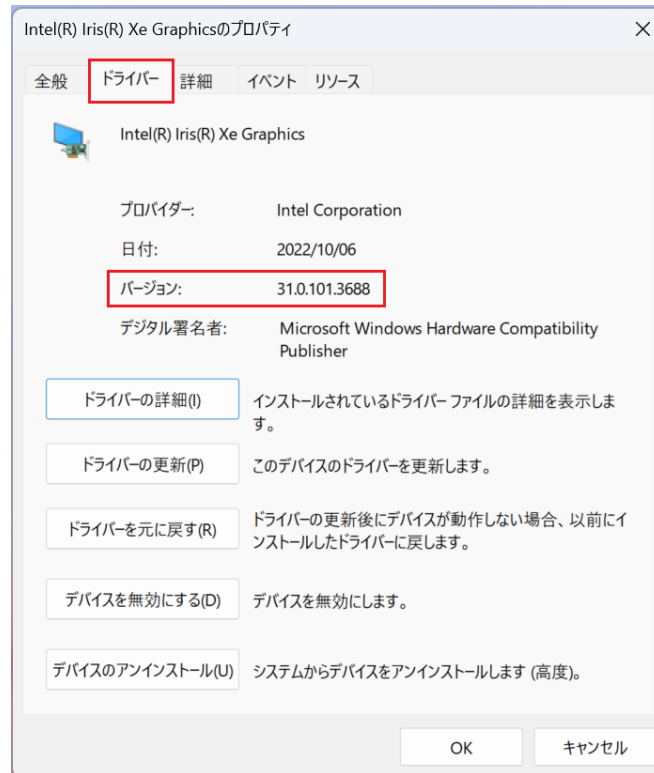 Intel(R) Iris(R) Xe Graphicsのプロパティ
全般 ドライバー 詳細 イベント リソース
Intel(R) Iris(R) Xe Graphics
プロバイダー: Intel Corporation
日付: 2022/10/06
バージョン: 31.0.101.3688
デジタル署名者: Microsoft Windows Hardware Compatibility
Publisher
ドライバーの詳細(I) インストールされているドライバー ファイルの詳細を表示しま
す。
ドライバーの更新(P) このデバイスのドライバーを更新します。
ドライバーを元に戻す(R) ドライバーの更新後にデバイスが動作しない場合、以前にイ
ンストールしたドライバーに戻します。
デバイスを無効にする(D) デバイスを無効にします。
デバイスのアンインストール(U) システムからデバイスをアンインストールします (高度)。
OK キャンセル